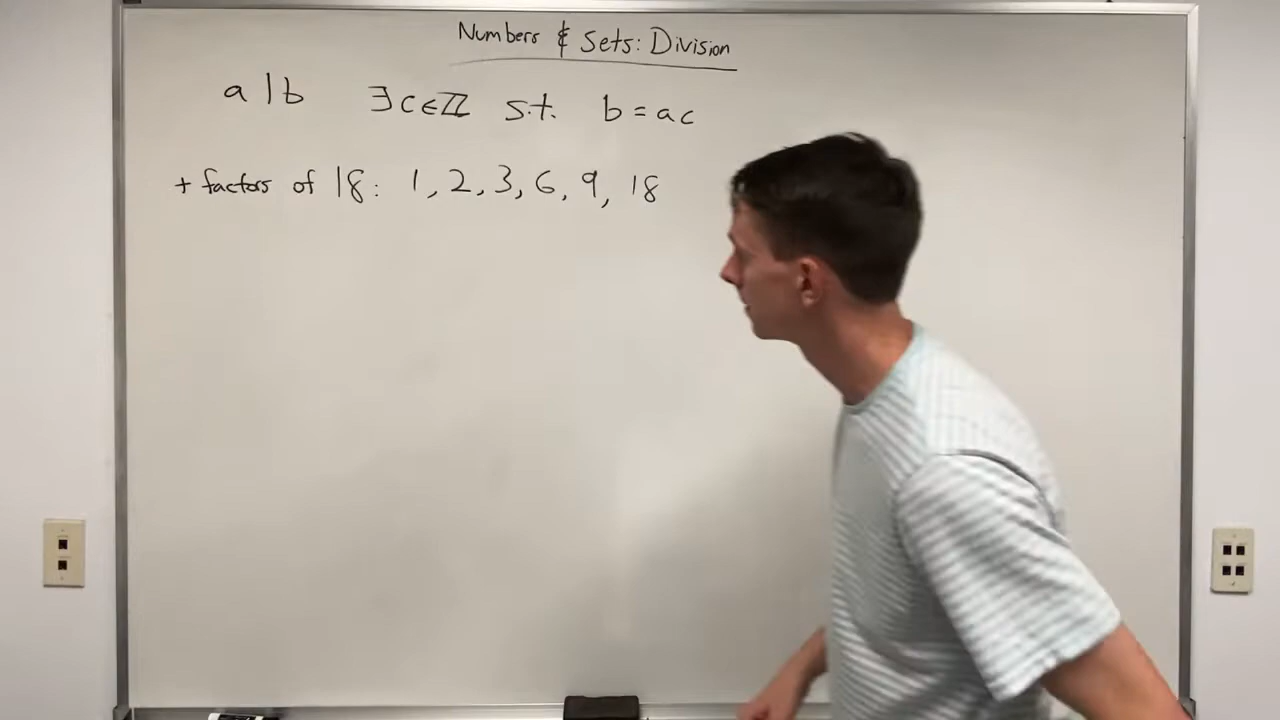 Numbers & Sets: Division
a | b ∃ c ∈ ℤ s.t. b = ac
+ factors of 18: 1, 2, 3, 6, 9, 18